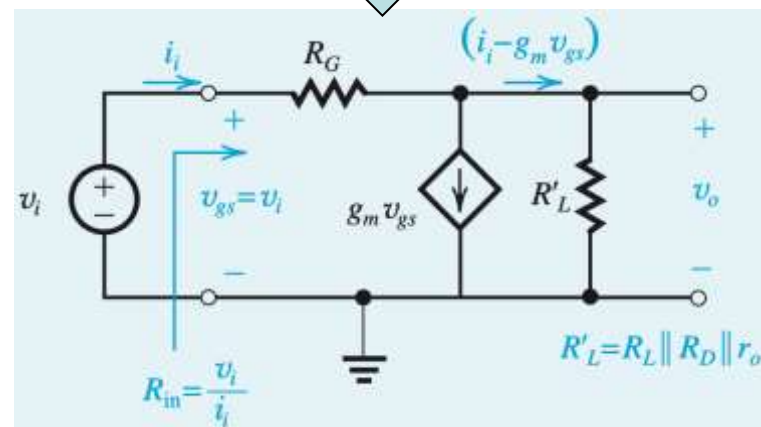 i_i
R_G
(i_i−g_m v_gs)
+
+
+
−
v_i
v_gs=v_i
g_m v_gs
R'_L
v_o
−
−
R'_L=R_L||R_D||r_o
R_in=v_i/i_i